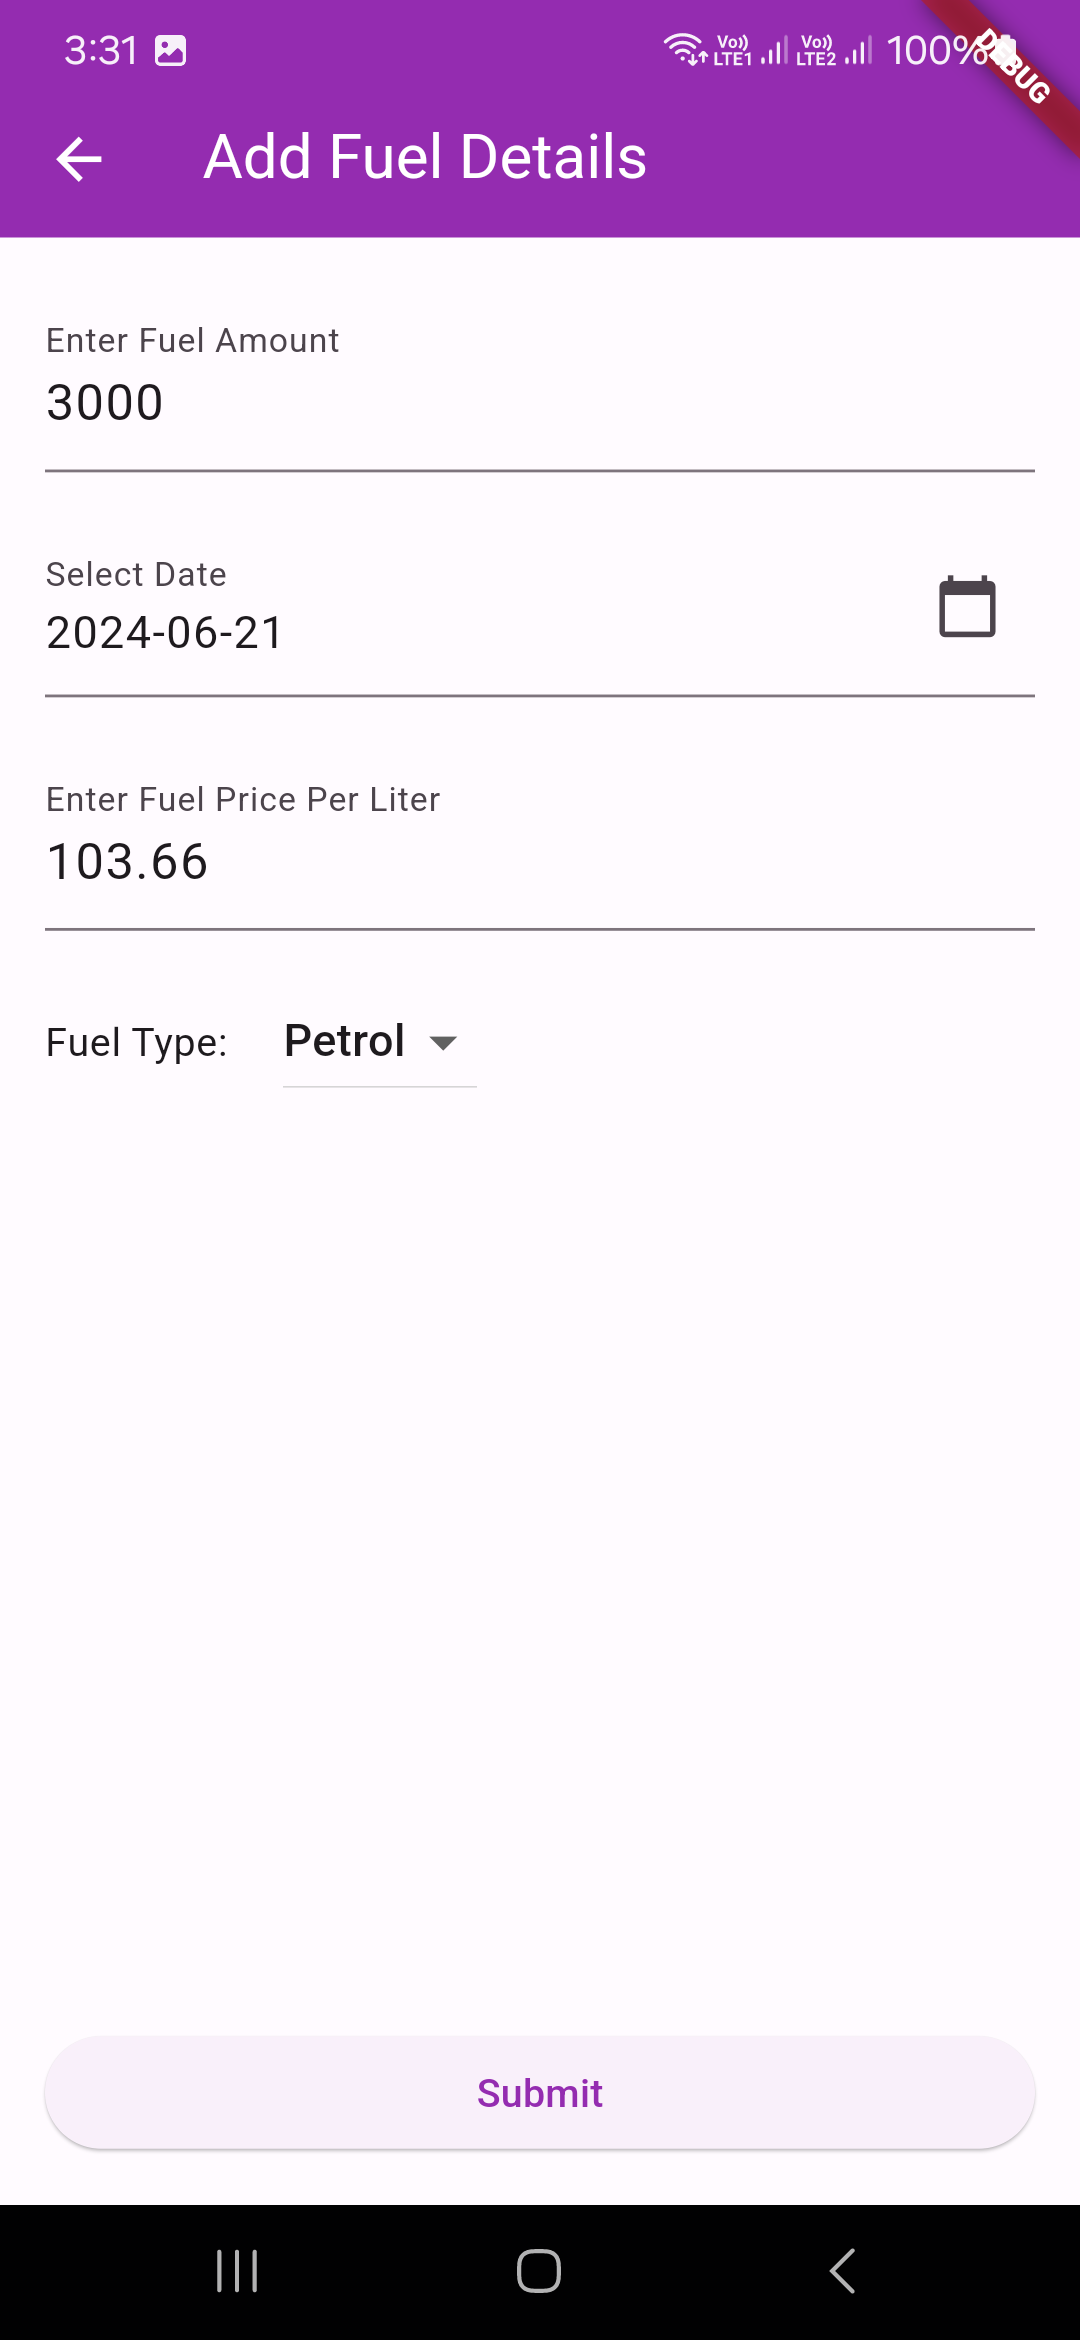 3:31
Vo)) LTE1 Vo)) LTE2 100%
DEBUG
Add Fuel Details
Enter Fuel Amount
3000
Select Date
2024-06-21
Enter Fuel Price Per Liter
103.66
Fuel Type: Petrol
Submit